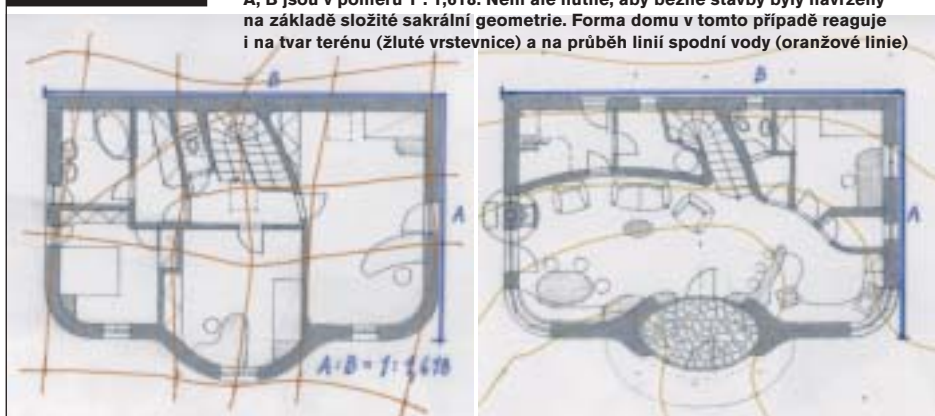 A, B jsou v poměru 1 : 1,618. Není ale nutné, aby běžné stavby byly navrženy
na základě složité sakrální geometrie. Forma domu v tomto případě reaguje
i na tvar terénu (žluté vrstevnice) a na průběh linií spodní vody (oranžové linie)
B
B
A
A
A:B = 1:1,618